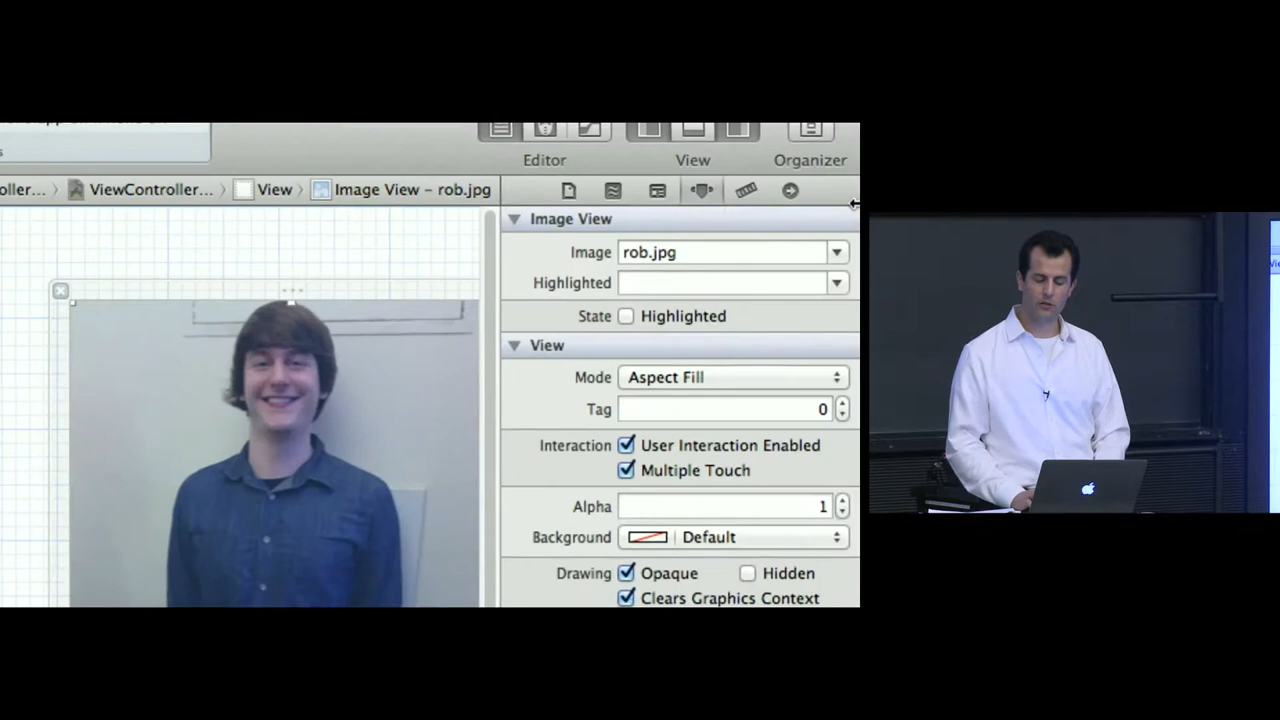 Editor View Organizer
oller... ViewController... View Image View – rob.jpg
Image View
Image rob.jpg
Highlighted
State Highlighted
View
Mode Aspect Fill
Tag 0
Interaction User Interaction Enabled
Multiple Touch
Alpha 1
Background Default
Drawing Opaque Hidden
Clears Graphics Context